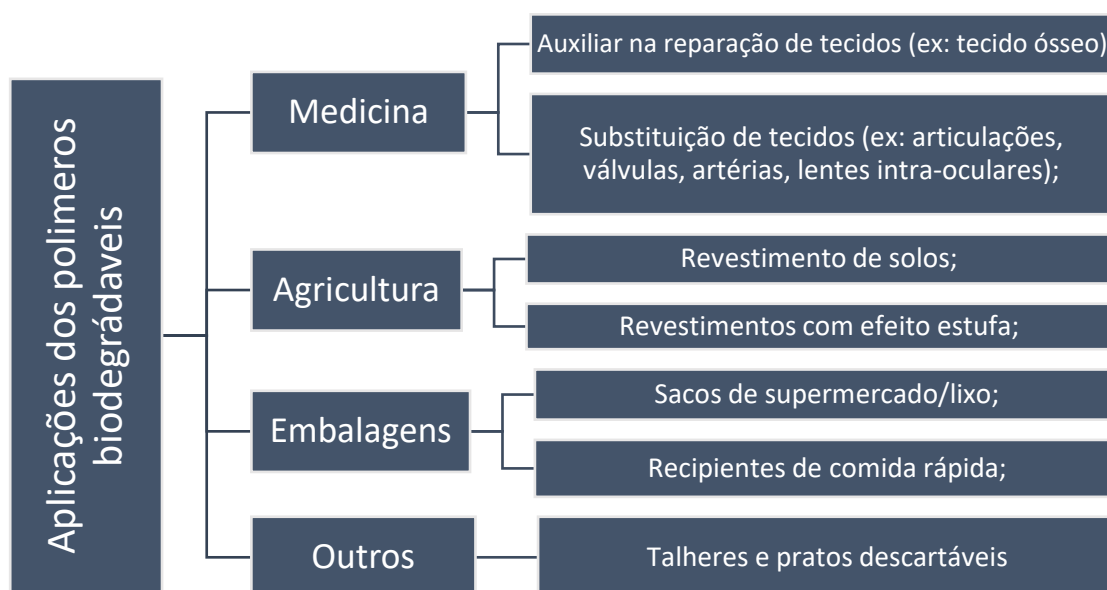 Aplicações dos polimeros
biodegrádaveis
Medicina
Auxiliar na reparação de tecidos (ex: tecido ósseo)
Substituição de tecidos (ex: articulações,
válvulas, artérias, lentes intra-oculares);
Agricultura
Revestimento de solos;
Revestimentos com efeito estufa;
Embalagens
Sacos de supermercado/lixo;
Recipientes de comida rápida;
Outros
Talheres e pratos descartáveis